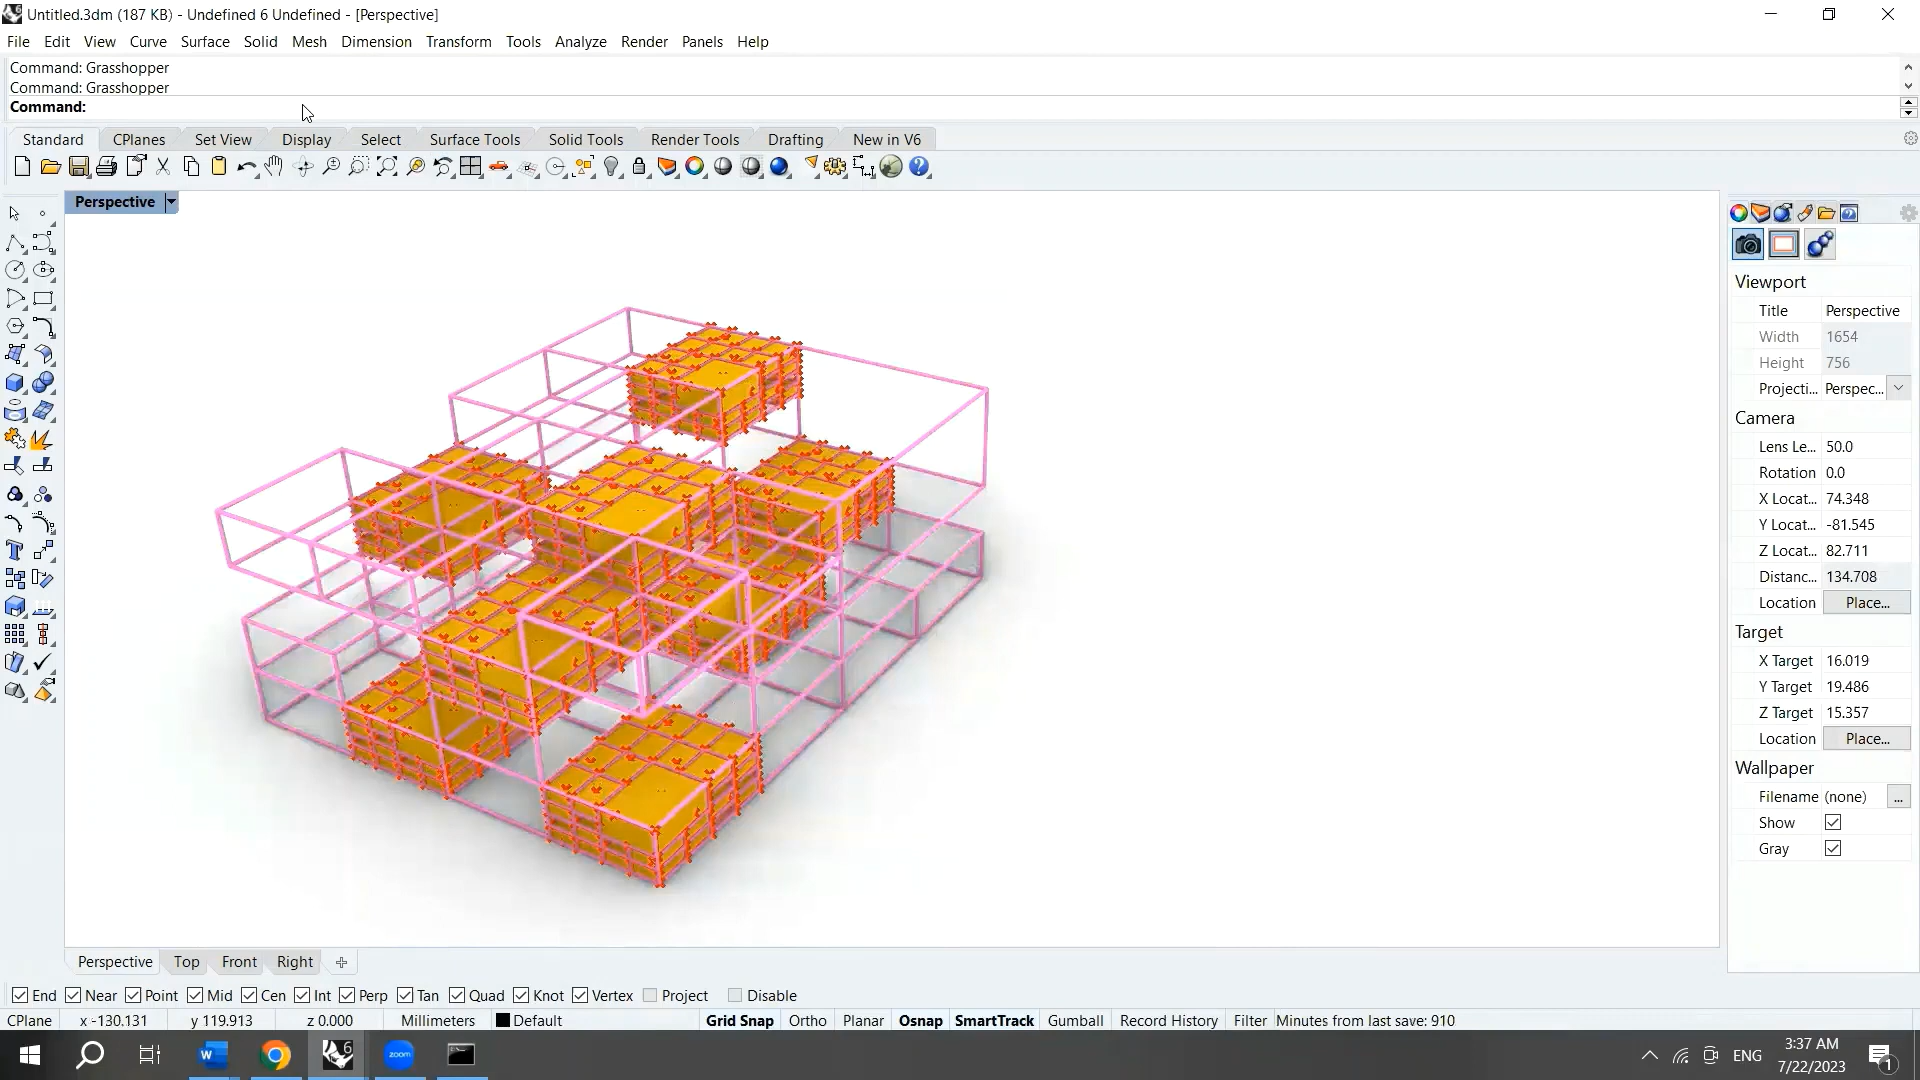 Untitled.3dm (187 KB) - Undefined 6 Undefined - [Perspective]
File Edit View Curve Surface Solid Mesh Dimension Transform Tools Analyze Render Panels Help
Command: Grasshopper
Command: Grasshopper
Command:
Standard CPlanes Set View Display Select Surface Tools Solid Tools Render Tools Drafting New in V6
Perspective
Viewport
Title Perspective
Width 1654
Height 756
Projecti... Perspec...
Camera
Lens Le... 50.0
Rotation 0.0
X Locat... 74.348
Y Locat... -81.545
Z Locat... 82.711
Distanc... 134.708
Location Place...
Target
X Target 16.019
Y Target 19.486
Z Target 15.357
Location Place...
Wallpaper
Filename (none) ...
Show
Gray
Perspective Top Front Right
End Near Point Mid Cen Int Perp Tan Quad Knot Vertex Project Disable
CPlane x -130.131 y 119.913 z 0.000 Millimeters Default Grid Snap Ortho Planar Osnap SmartTrack Gumball Record History Filter Minutes from last save: 910
W 6 zoom ENG 3:37 AM
7/22/2023 1